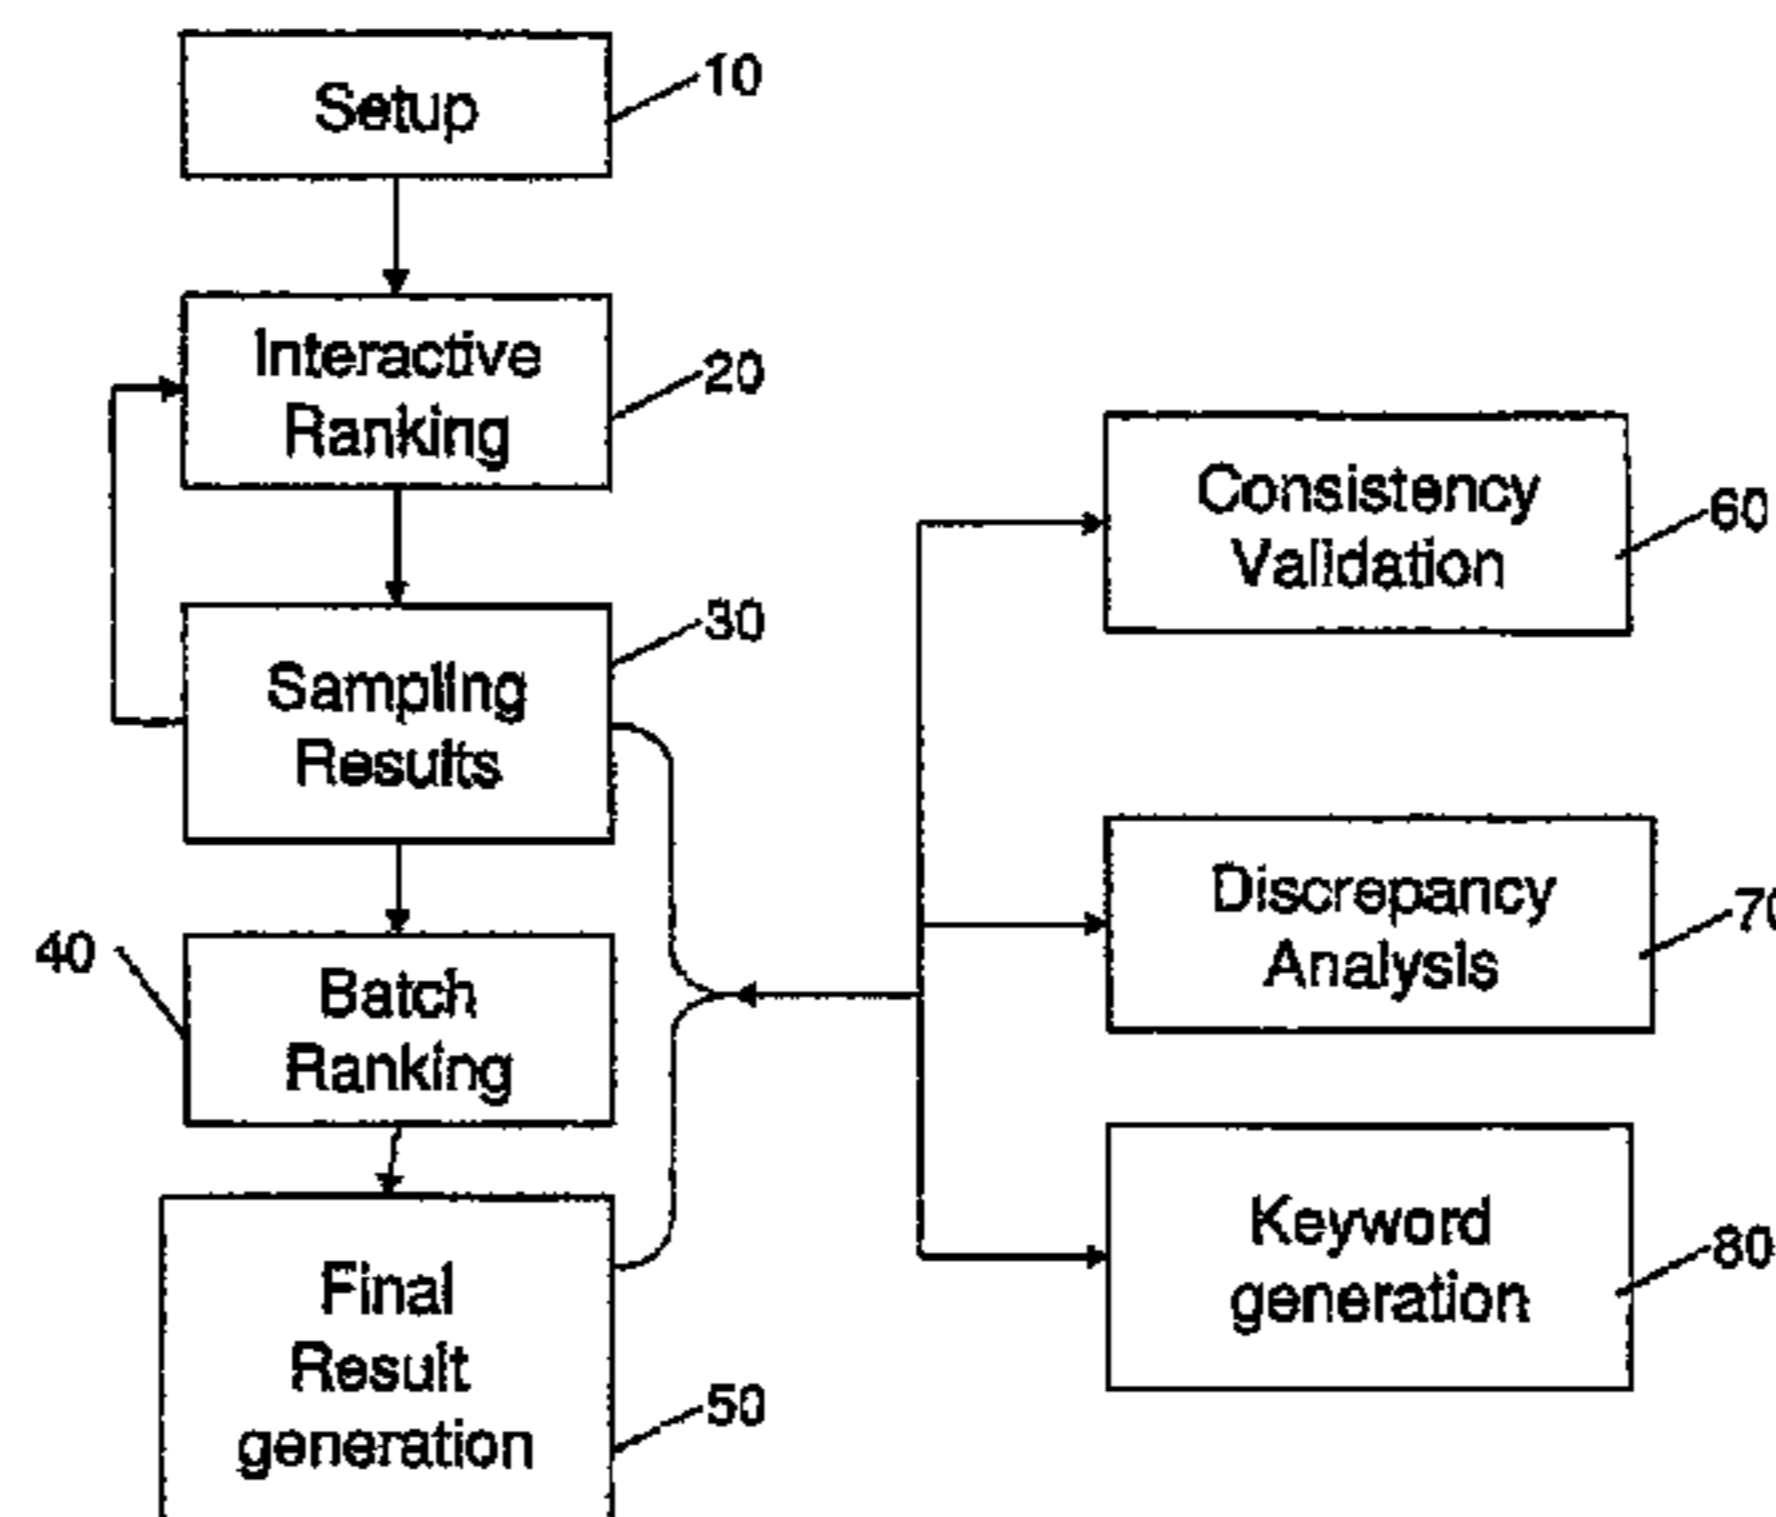 Setup
10
Interactive
Ranking
20
Sampling
Results
30
40
Batch
Ranking
Final
Result
generation
50
Consistency
Validation
60
Discrepancy
Analysis
70
Keyword
generation
80